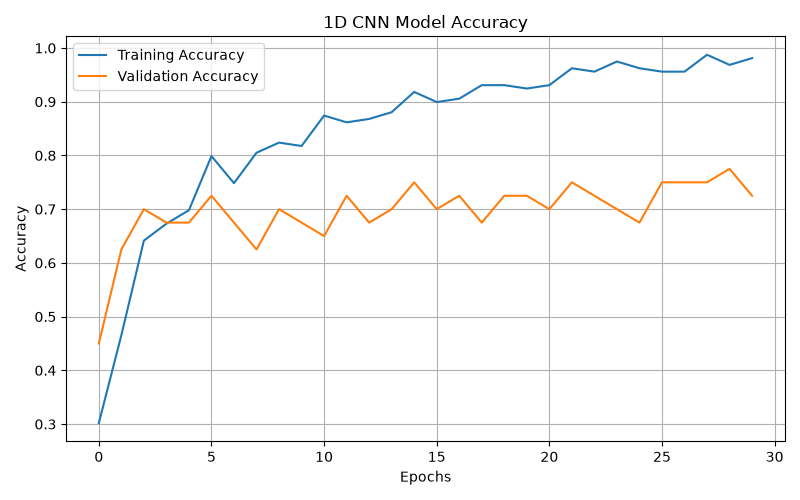 1D CNN Model Accuracy
Training Accuracy
Validation Accuracy
Accuracy
1.0
0.9
0.8
0.7
0.6
0.5
0.4
0.3
0 5 10 15 20 25 30
Epochs